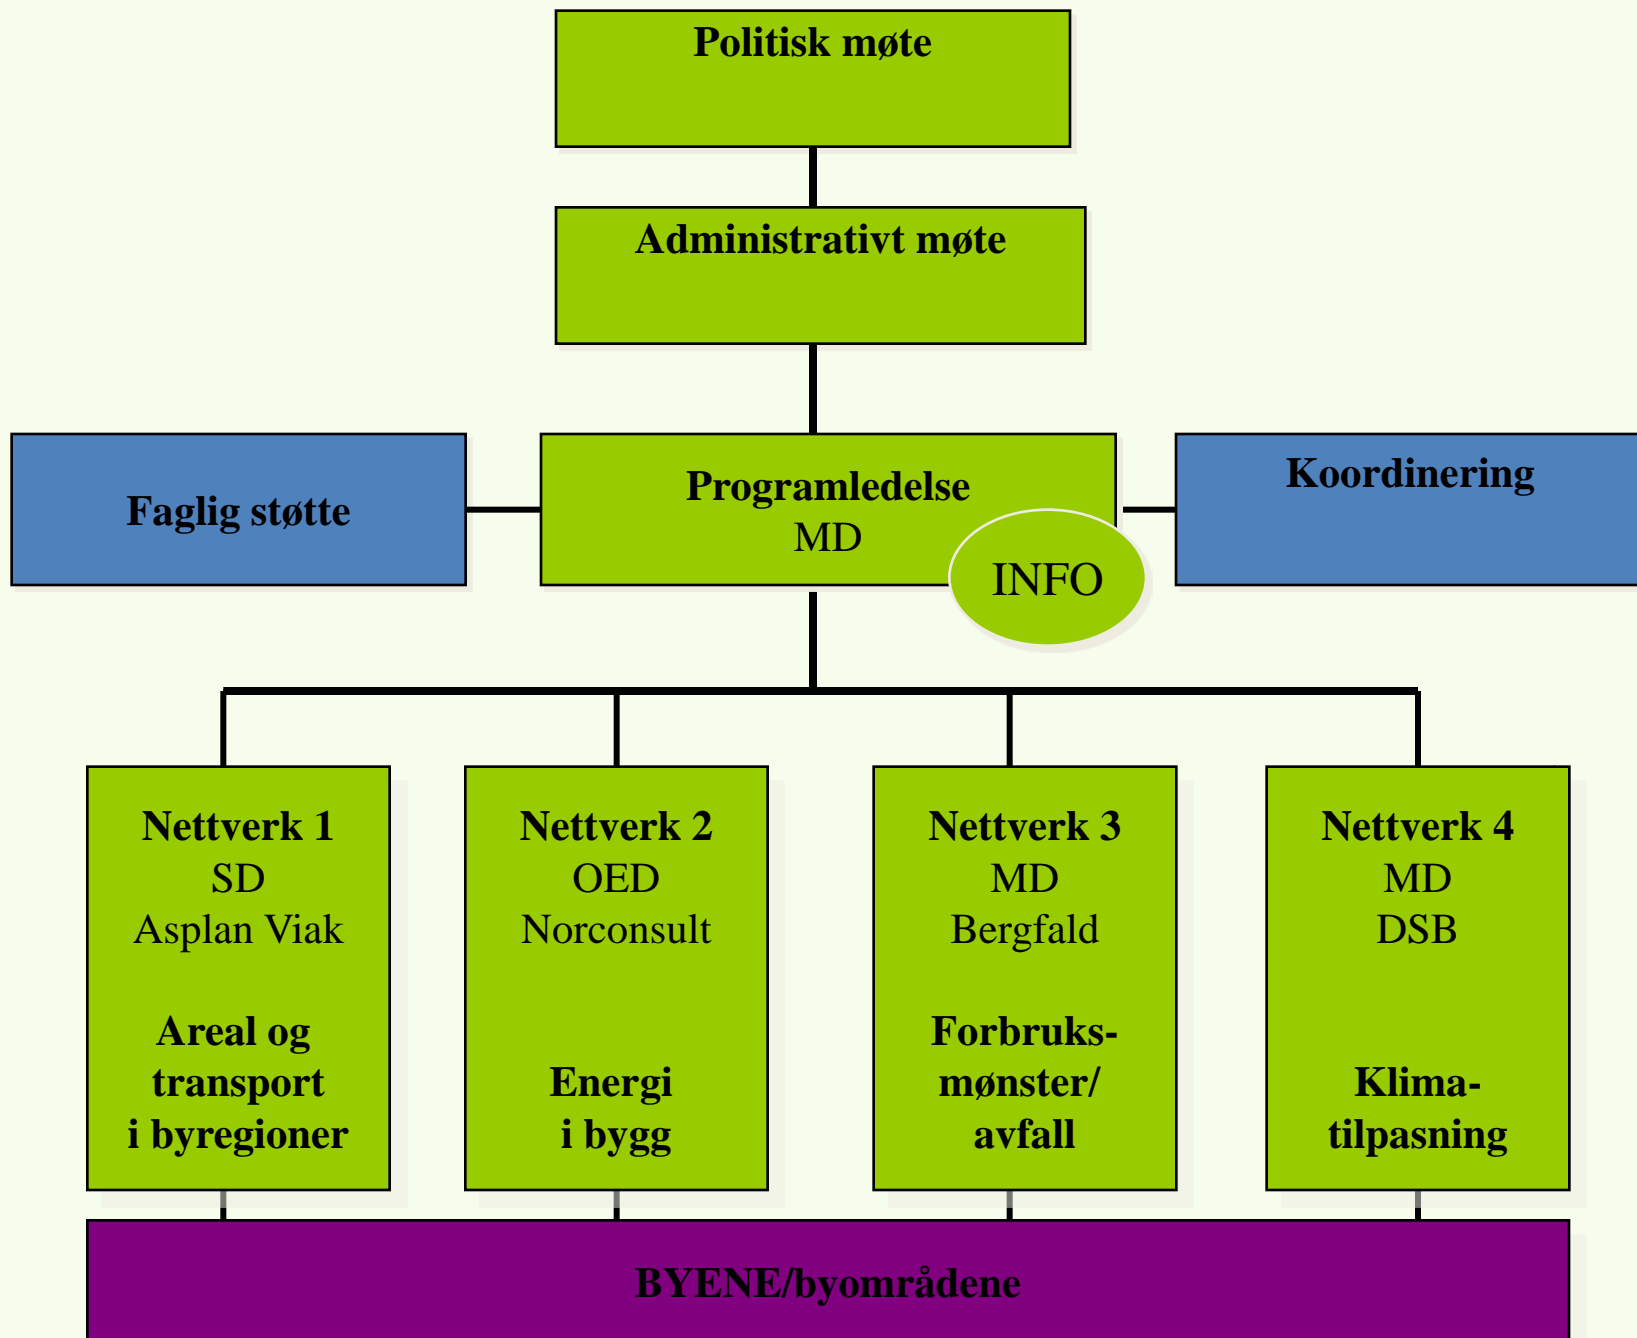 Politisk møte
Administrativt møte
Faglig støtte
Programledelse
MD
INFO
Koordinering
Nettverk 1
SD
Asplan Viak
Areal og
transport
i byregioner
Nettverk 2
OED
Norconsult
Energi
i bygg
Nettverk 3
MD
Bergfald
Forbruks-
mønster/
avfall
Nettverk 4
MD
DSB
Klima-
tilpasning
BYENE/byområdene